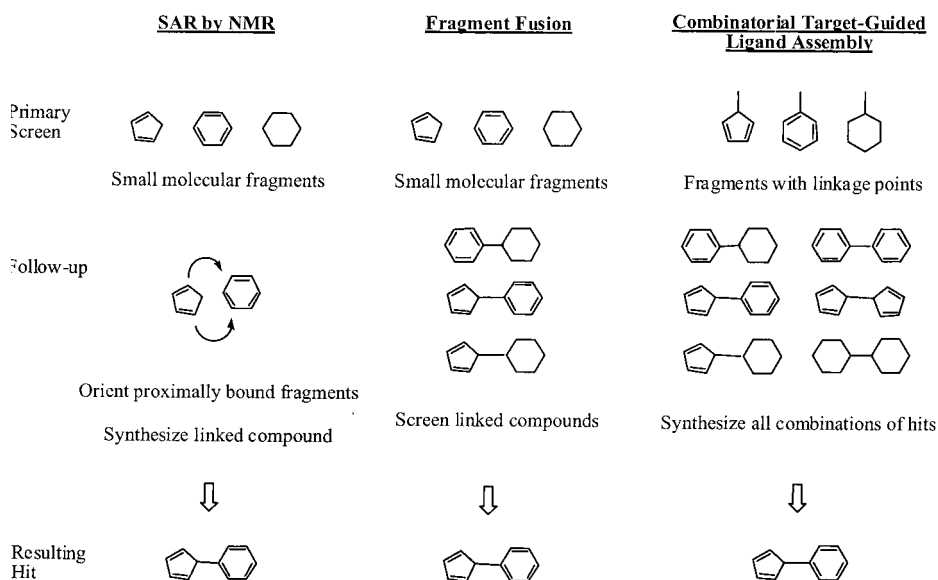 SAR by NMR
Fragment Fusion
Combinatorial Target-Guided
Ligand Assembly
Primary
Screen
Small molecular fragments
Small molecular fragments
Fragments with linkage points
Follow-up
Orient proximally bound fragments
Synthesize linked compound
Screen linked compounds
Synthesize all combinations of hits
Resulting
Hit